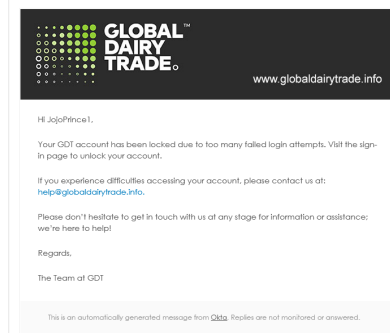 GLOBAL™
DAIRY
TRADE.
www.globaldairytrade.info
Hi JojoPrince1,
Your GDT account has been locked due to too many failed login attempts. Visit the sign-
in page to unlock your account.
If you experience difficulties accessing your account, please contact us at:
help@globaldairytrade.info.
Please don't hesitate to get in touch with us at any stage for information or assistance;
we're here to help!
Regards,
The Team at GDT
This is an automatically generated message from Okta. Replies are not monitored or answered.